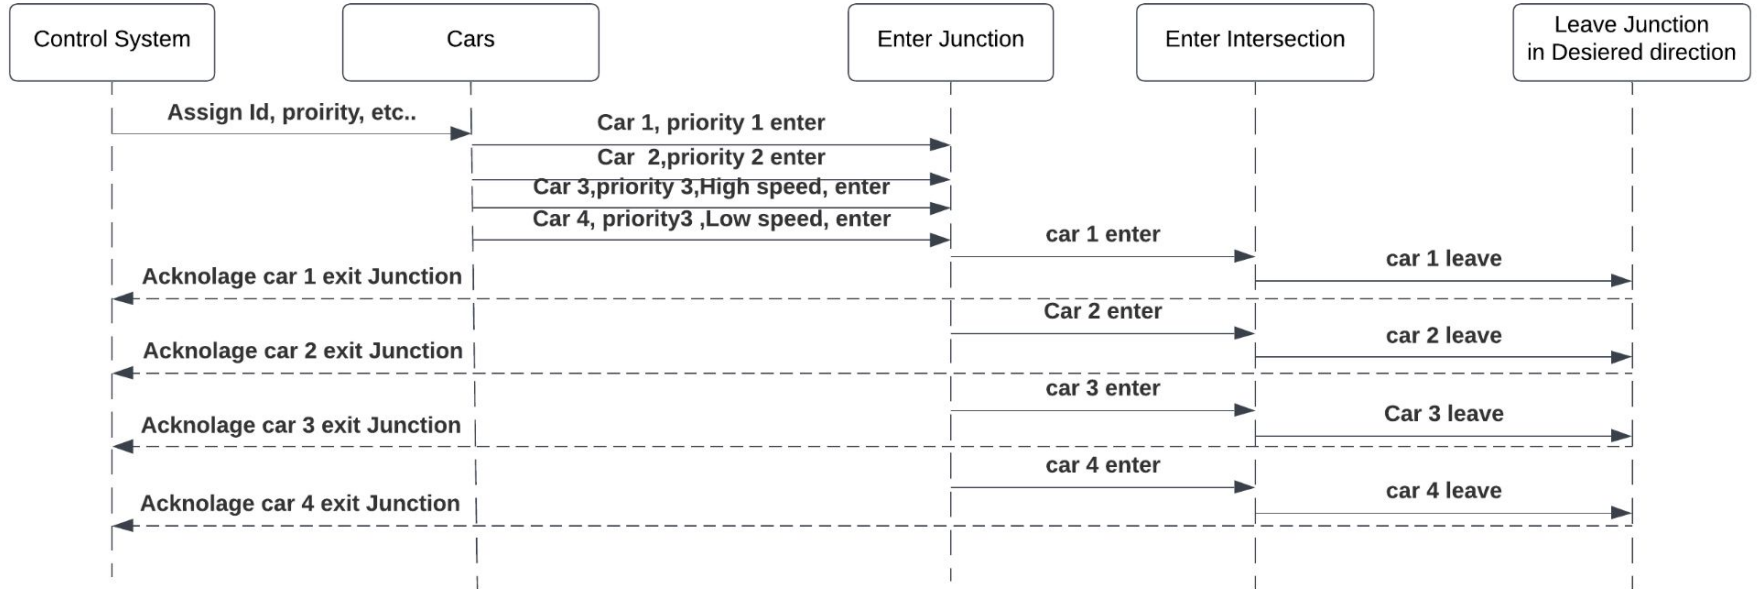 Control System
Cars
Enter Junction
Enter Intersection
Leave Junction
in Desiered direction
Assign Id, proirity, etc..
Car 1, priority 1 enter
Car  2,priority 2 enter
Car 3,priority 3,High speed, enter
Car 4, priority3 ,Low speed, enter
car 1 enter
car 1 leave
Acknolage car 1 exit Junction
Car 2 enter
car 2 leave
Acknolage car 2 exit Junction
car 3 enter
Car 3 leave
Acknolage car 3 exit Junction
car 4 enter
car 4 leave
Acknolage car 4 exit Junction